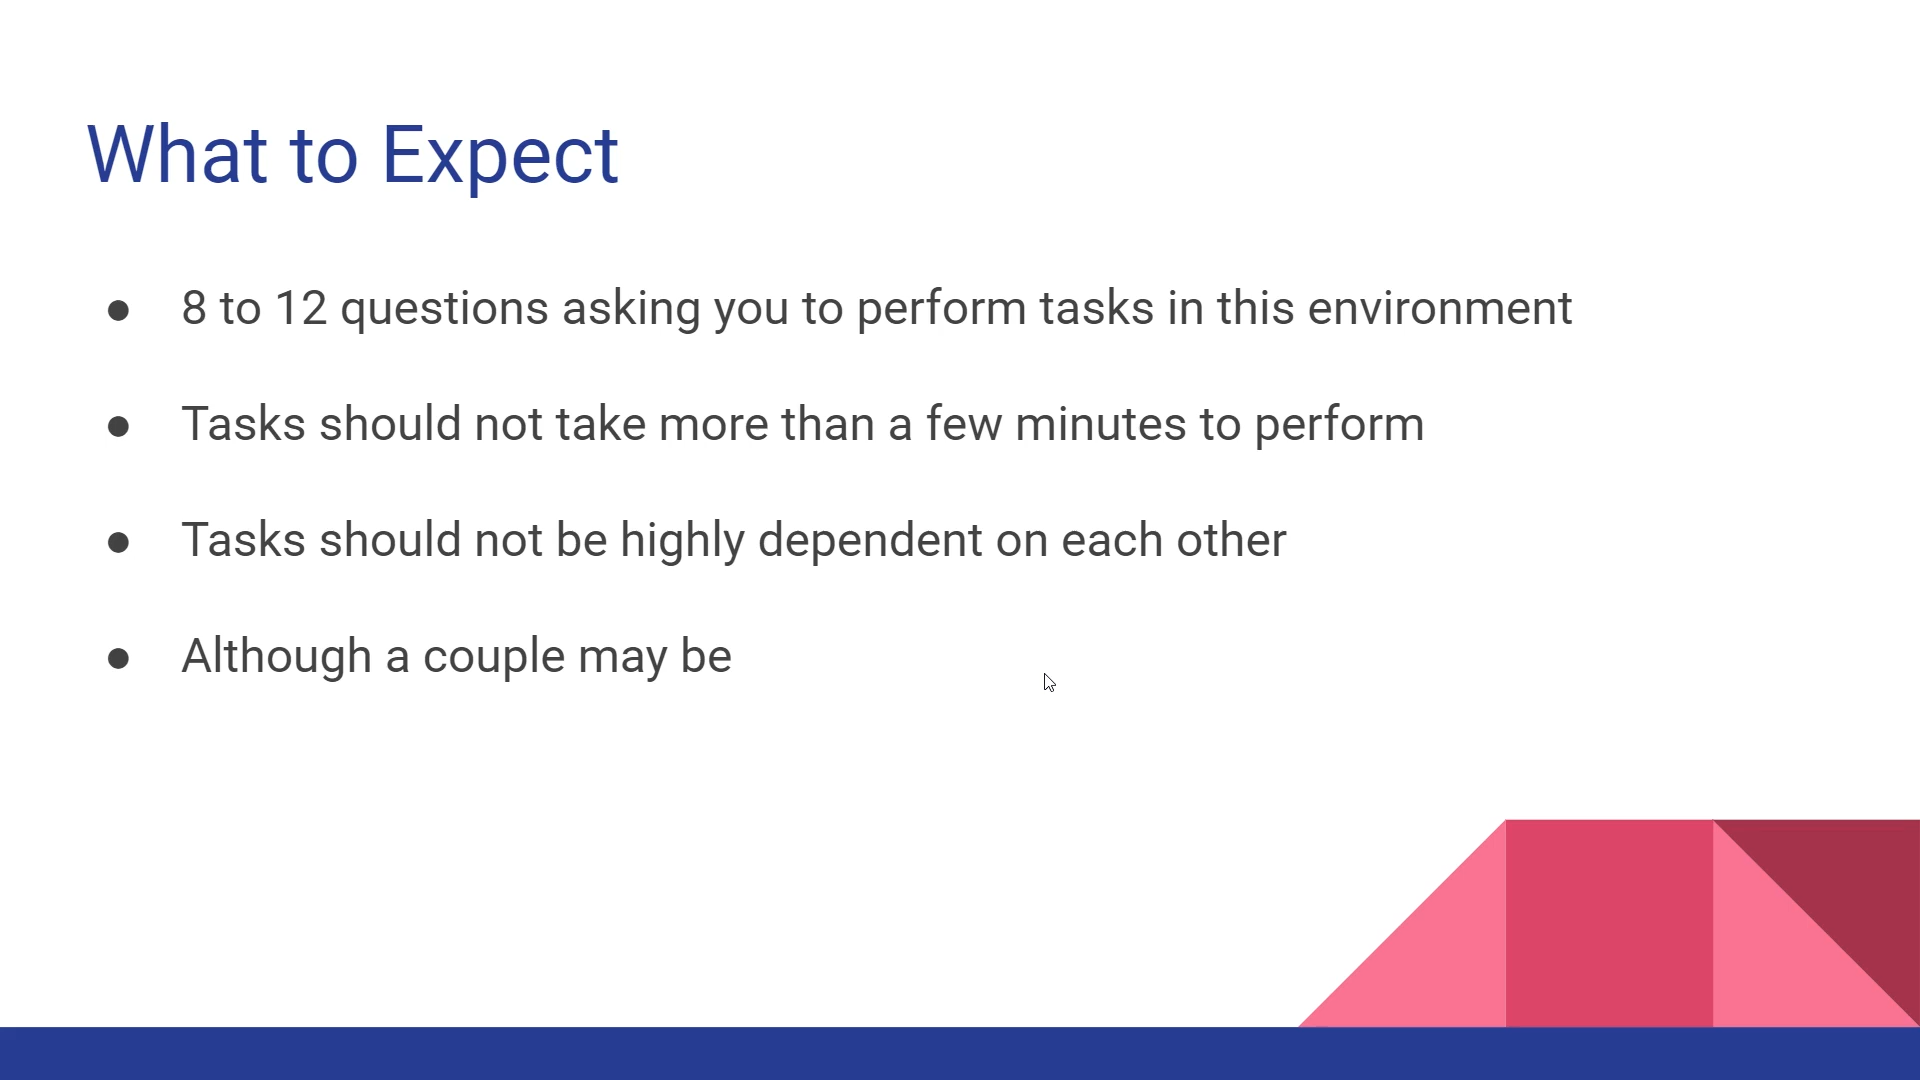 What to Expect
● 8 to 12 questions asking you to perform tasks in this environment
● Tasks should not take more than a few minutes to perform
● Tasks should not be highly dependent on each other
● Although a couple may be